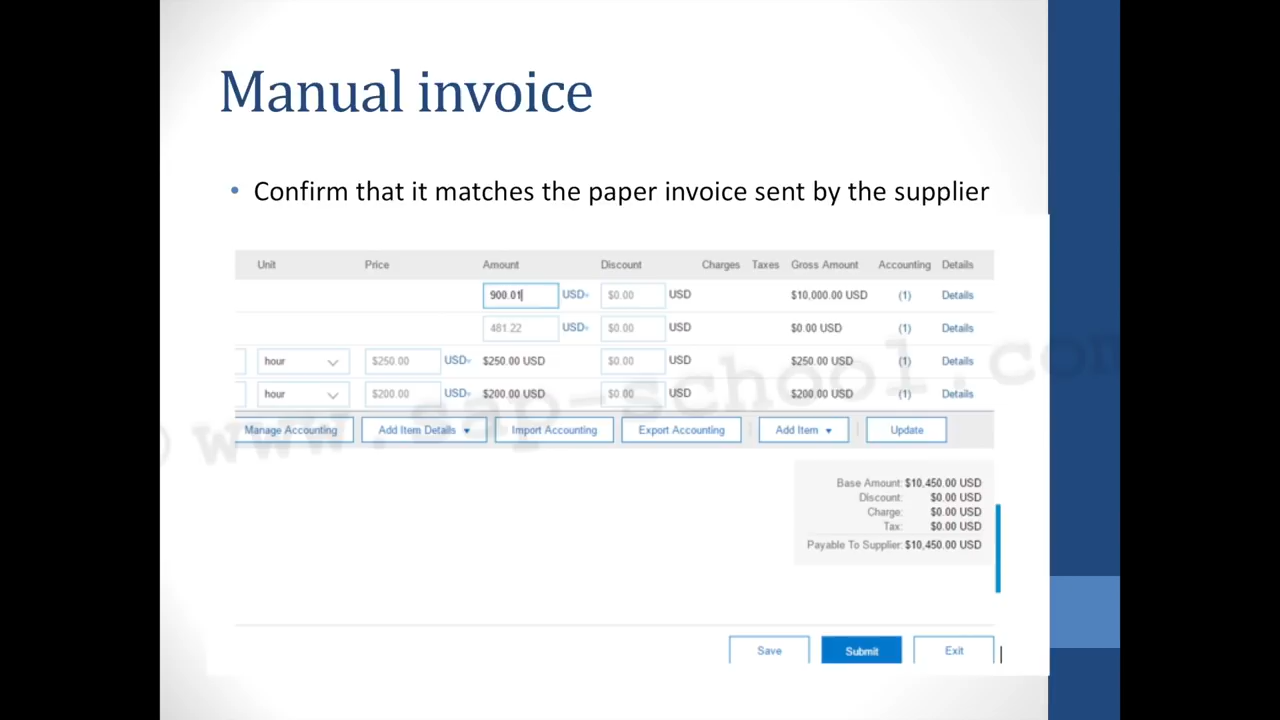 Manual invoice
• Confirm that it matches the paper invoice sent by the supplier
Unit Price Amount Discount Charges Taxes Gross Amount Accounting Details
900.01 USD $0.00 USD $10,000.00 USD (1) Details
481.22 USD $0.00 USD $0.00 USD (1) Details
hour $250.00 USD $250.00 USD $0.00 USD $250.00 USD (1) Details
hour $200.00 USD $200.00 USD $0.00 USD $200.00 USD (1) Details
Manage Accounting Add Item Details Import Accounting Export Accounting Add Item Update
© www.sap-school.com
Base Amount: $10,450.00 USD
Discount: $0.00 USD
Charge: $0.00 USD
Tax: $0.00 USD
Payable To Supplier: $10,450.00 USD
Save Submit Exit